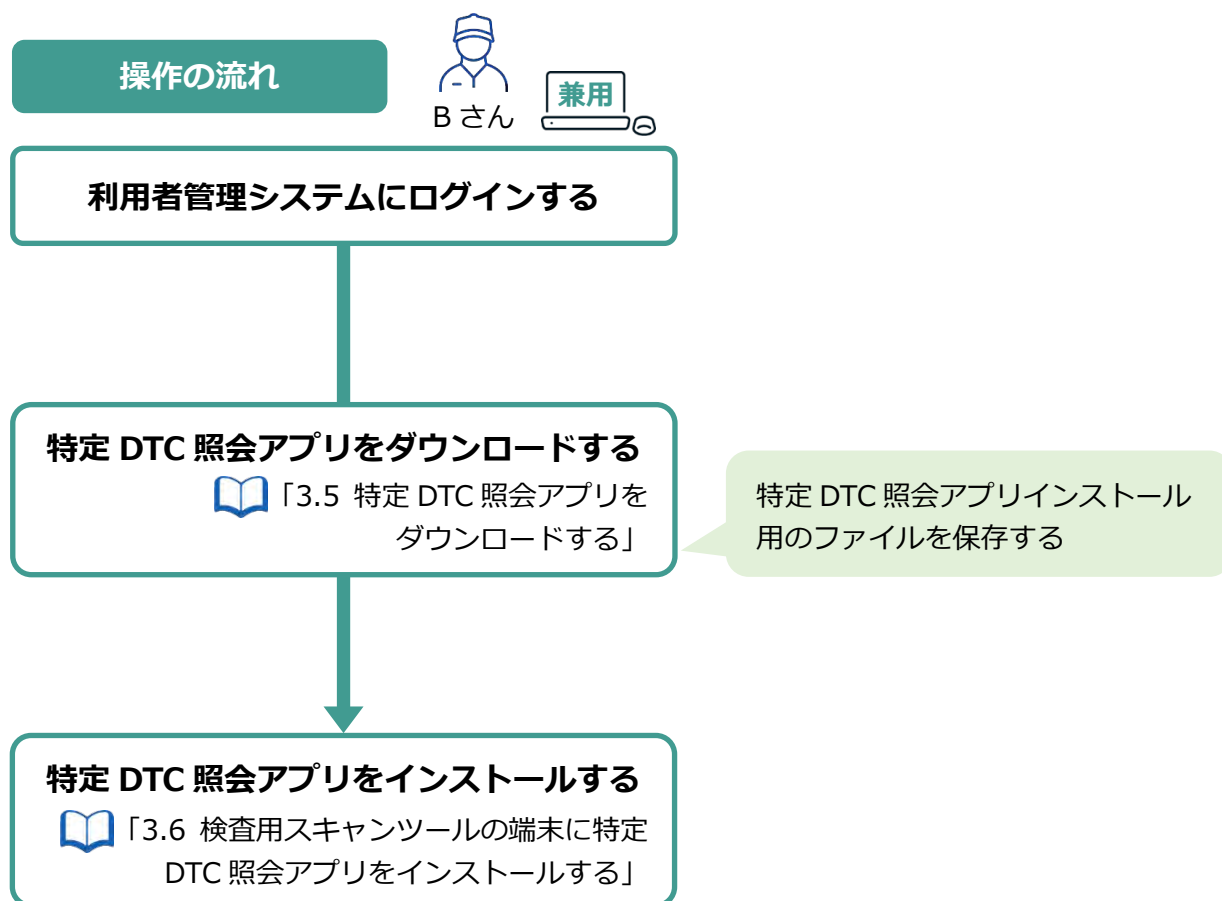 操作の流れ
Bさん
兼用
利用者管理システムにログインする
特定 DTC 照会アプリをダウンロードする
「3.5 特定 DTC 照会アプリを
ダウンロードする」
特定 DTC 照会アプリインストール
用のファイルを保存する
特定 DTC 照会アプリをインストールする
「3.6 検査用スキャンツールの端末に特定
DTC 照会アプリをインストールする」